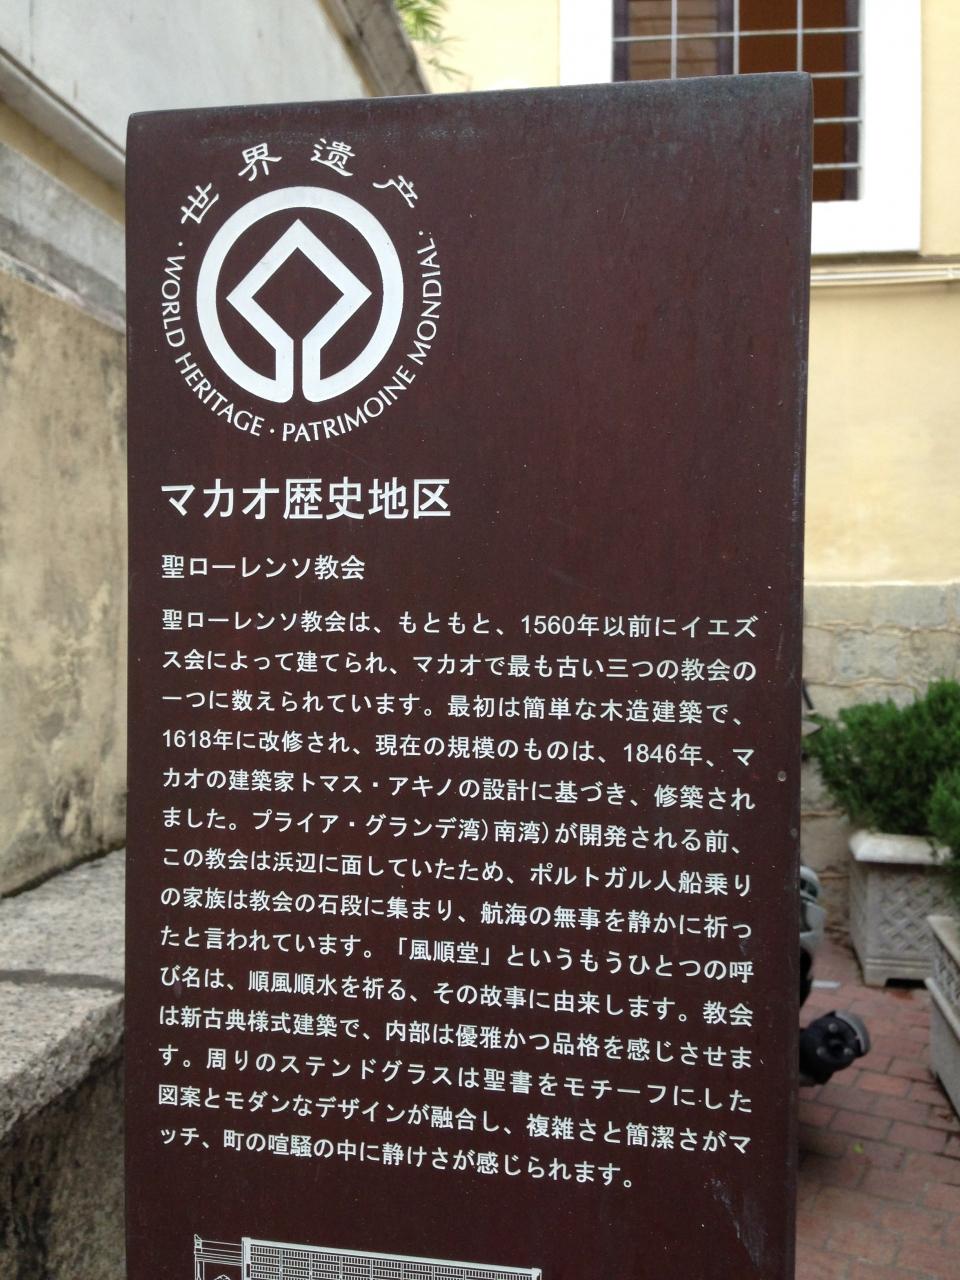 世界遗产
· WORLD HERITAGE · PATRIMOINE MONDIAL ·
マカオ歴史地区
聖ローレンソ教会
聖ローレンソ教会は、もともと、1560年以前にイエズ
ス会によって建てられ、マカオで最も古い三つの教会の
一つに数えられています。最初は簡単な木造建築で、
1618年に改修され、現在の規模のものは、1846年、マ
カオの建築家トマス・アキノの設計に基づき、修築され
ました。プライア・グランデ湾)南湾)が開発される前、
この教会は浜辺に面していたため、ポルトガル人船乗り
の家族は教会の石段に集まり、航海の無事を静かに祈っ
たと言われています。「風順堂」というもうひとつの呼
び名は、順風順水を祈る、その故事に由来します。教会
は新古典様式建築で、内部は優雅かつ品格を感じさせま
す。周りのステンドグラスは聖書をモチーフにした
図案とモダンなデザインが融合し、複雑さと簡潔さがマ
ッチ、町の喧騒の中に静けさが感じられます。